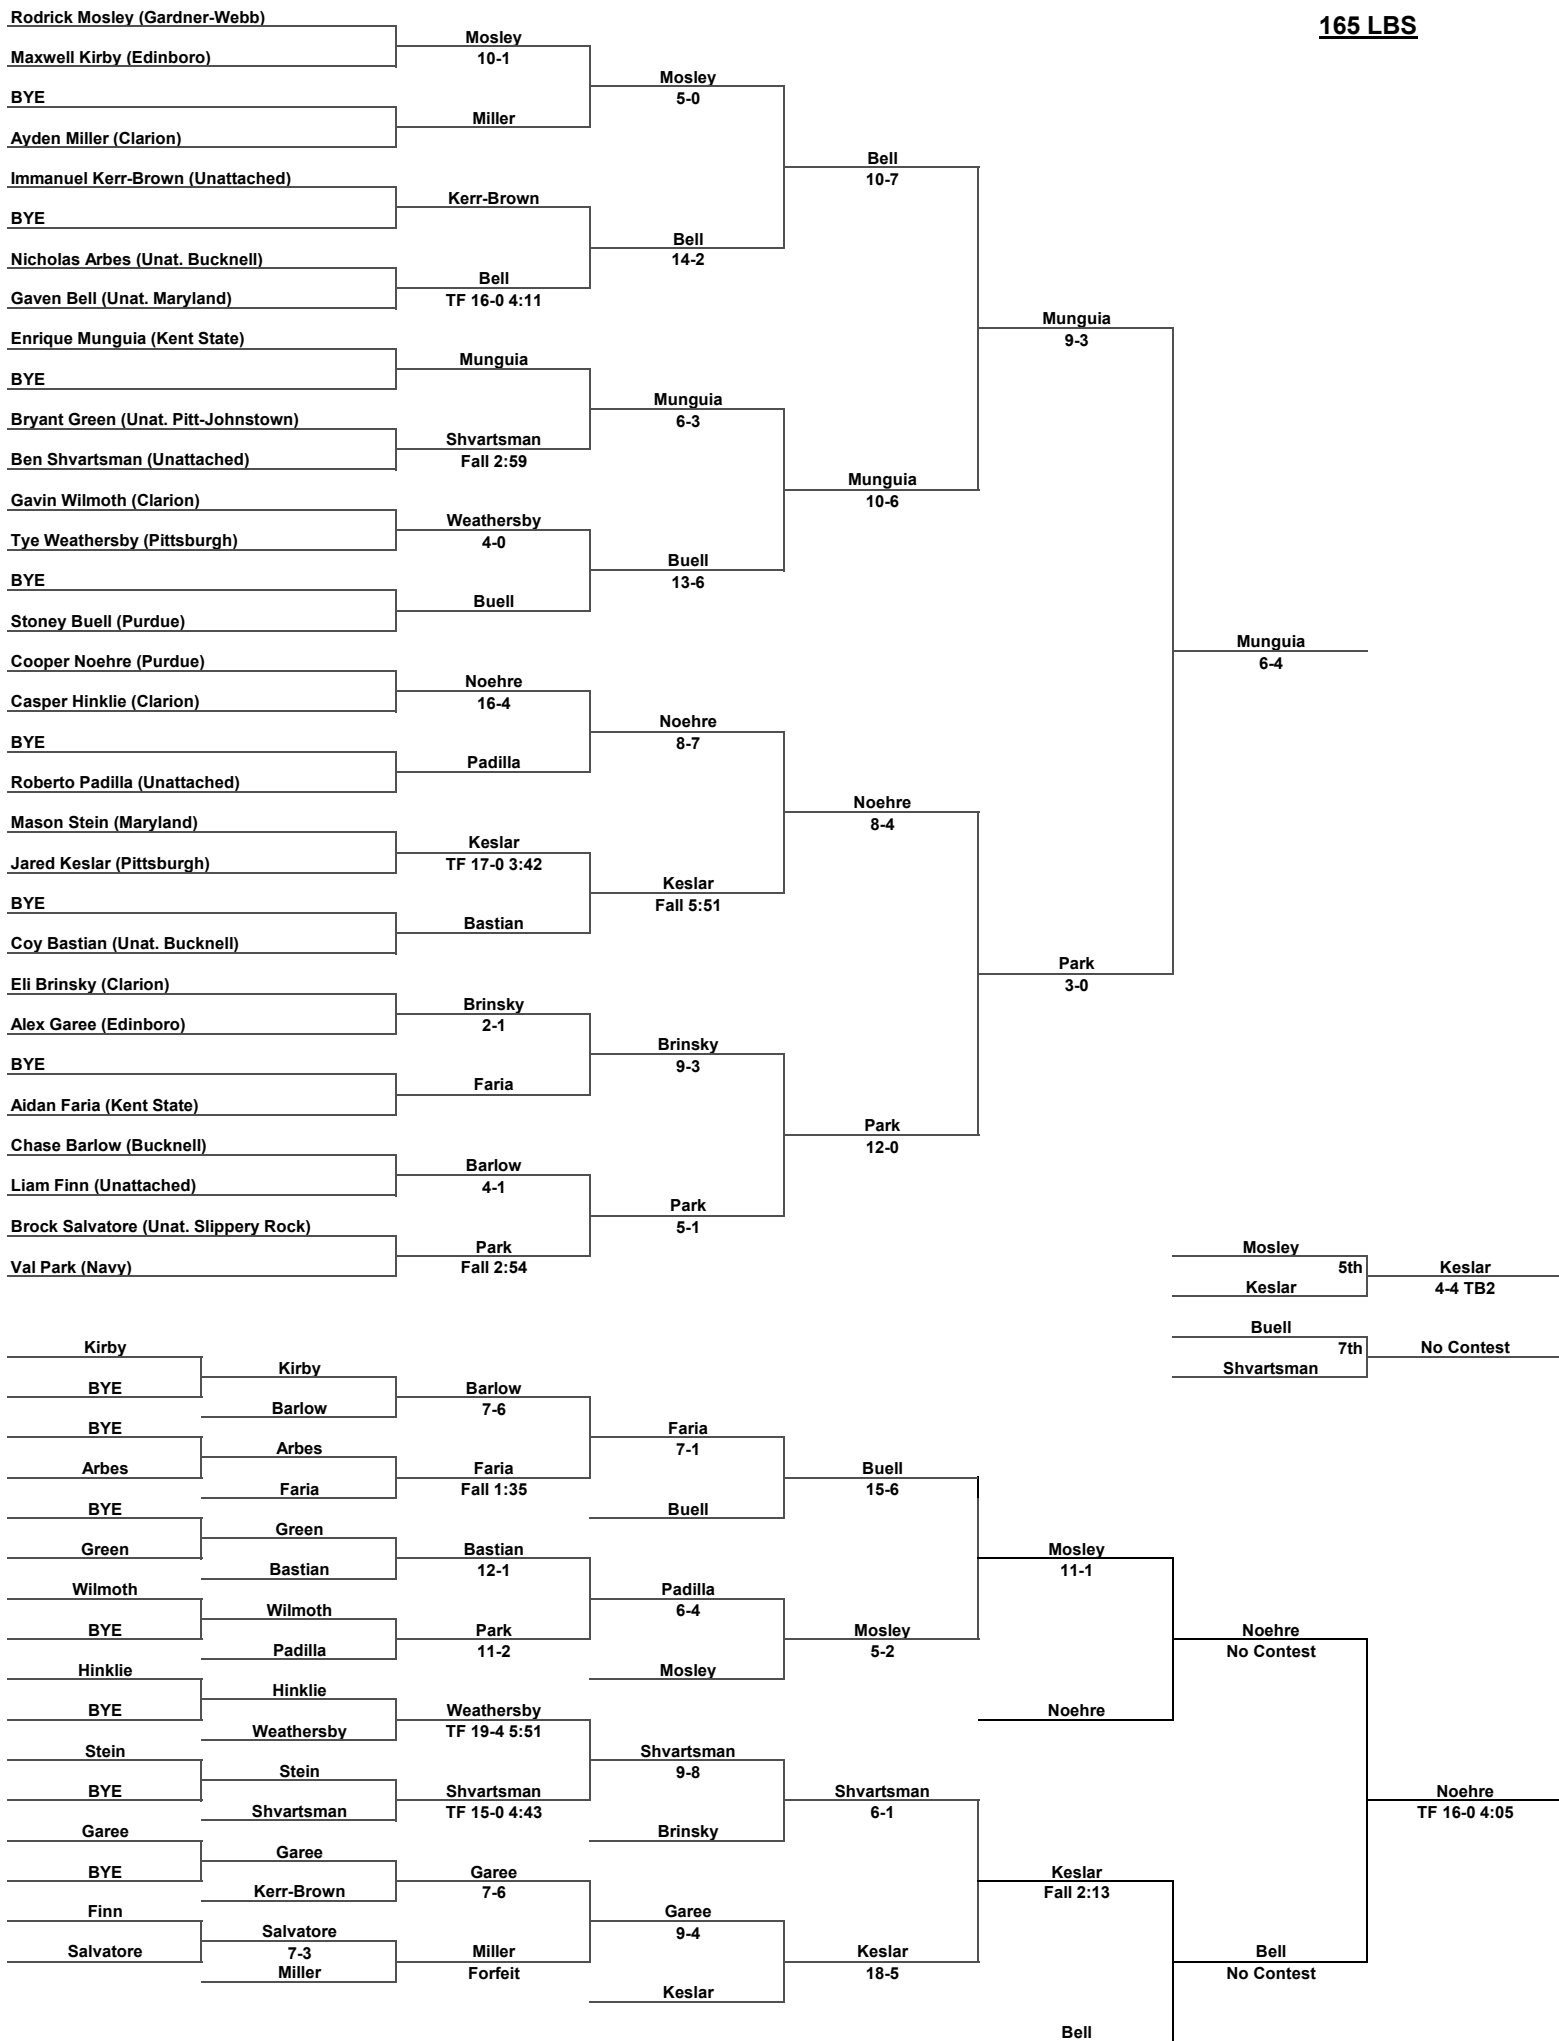 165 LBS
Rodrick Mosley (Gardner-Webb)
Maxwell Kirby (Edinboro)
BYE
Ayden Miller (Clarion)
Immanuel Kerr-Brown (Unattached)
BYE
Nicholas Arbes (Unat. Bucknell)
Gaven Bell (Unat. Maryland)
Enrique Munguia (Kent State)
BYE
Bryant Green (Unat. Pitt-Johnstown)
Ben Shvartsman (Unattached)
Gavin Wilmoth (Clarion)
Tye Weathersby (Pittsburgh)
BYE
Stoney Buell (Purdue)
Cooper Noehre (Purdue)
Casper Hinklie (Clarion)
BYE
Roberto Padilla (Unattached)
Mason Stein (Maryland)
Jared Keslar (Pittsburgh)
BYE
Coy Bastian (Unat. Bucknell)
Eli Brinsky (Clarion)
Alex Garee (Edinboro)
BYE
Aidan Faria (Kent State)
Chase Barlow (Bucknell)
Liam Finn (Unattached)
Brock Salvatore (Unat. Slippery Rock)
Val Park (Navy)
Mosley
10-1
Miller
Kerr-Brown
Bell
TF 16-0 4:11
Munguia
Shvartsman
Fall 2:59
Weathersby
4-0
Buell
Noehre
16-4
Padilla
Keslar
TF 17-0 3:42
Bastian
Brinsky
2-1
Faria
Barlow
4-1
Park
Fall 2:54
Mosley
5-0
Bell
14-2
Munguia
6-3
Buell
13-6
Noehre
8-7
Keslar
Fall 5:51
Brinsky
9-3
Park
5-1
Bell
10-7
Munguia
10-6
Noehre
8-4
Park
12-0
Munguia
9-3
Park
3-0
Munguia
6-4
Mosley
5th
Keslar
Keslar
4-4 TB2
Buell
7th
Shvartsman
No Contest
Kirby
BYE
BYE
Arbes
BYE
Green
Wilmoth
BYE
Hinklie
BYE
Stein
BYE
Garee
BYE
Finn
Salvatore
Kirby
Barlow
Arbes
Faria
Green
Bastian
Wilmoth
Padilla
Hinklie
Weathersby
Stein
Shvartsman
Garee
Kerr-Brown
Salvatore
7-3
Miller
Barlow
7-6
Faria
Fall 1:35
Bastian
12-1
Park
11-2
Weathersby
TF 19-4 5:51
Shvartsman
TF 15-0 4:43
Garee
7-6
Miller
Forfeit
Faria
7-1
Buell
Padilla
6-4
Mosley
Shvartsman
9-8
Brinsky
Garee
9-4
Keslar
Buell
15-6
Mosley
5-2
Shvartsman
6-1
Keslar
18-5
Mosley
11-1
Noehre
Keslar
Fall 2:13
Bell
Noehre
No Contest
Bell
No Contest
Noehre
TF 16-0 4:05